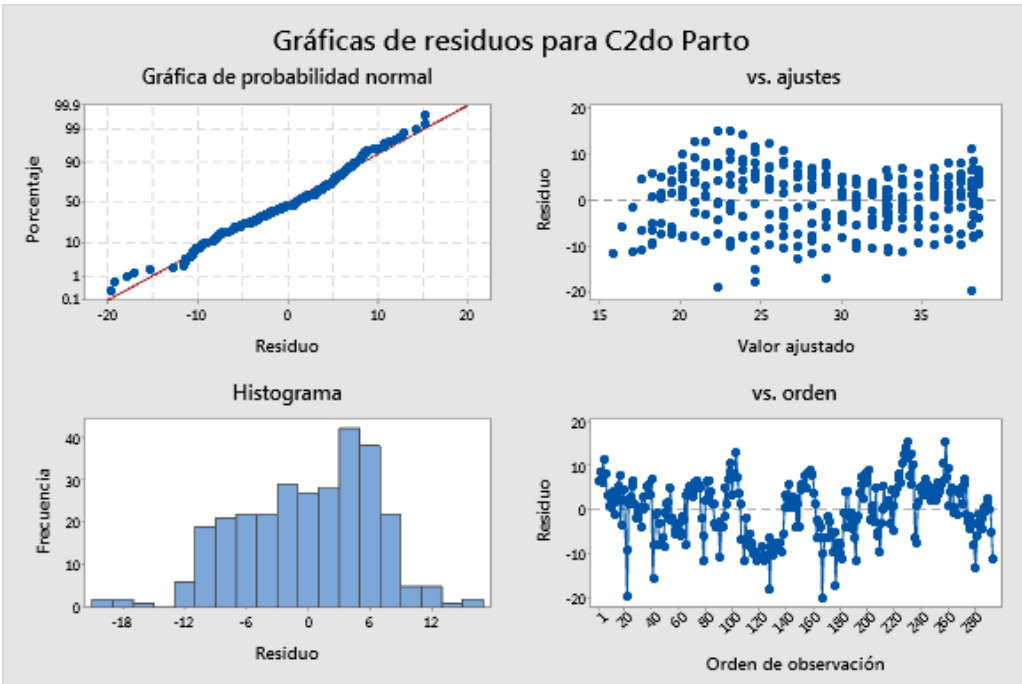 Gráficas de residuos para C2do Parto
Gráfica de probabilidad normal
99.9
99
90
50
10
1
0.1
Porcentaje
-20 -10 0 10 20
Residuo
vs. ajustes
20
10
0
-10
-20
Residuo
15 20 25 30 35
Valor ajustado
Histograma
40
30
20
10
0
Frecuencia
-18 -12 -6 0 6 12
Residuo
vs. orden
20
10
0
-10
-20
Residuo
1 20 40 60 80 100 120 140 160 180 200 220 240 260 280
Orden de observación